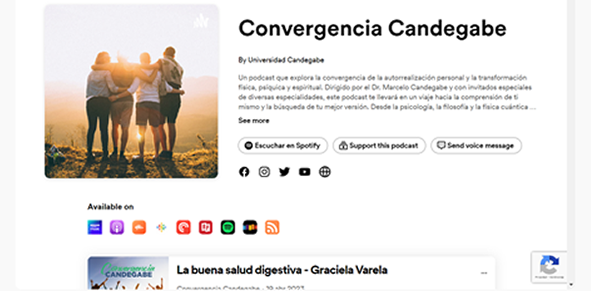 Convergencia Candegabe
By Universidad Candegabe
Un podcast que explora la convergencia de la autorrealización personal y la transformación
física, psíquica y espiritual. Dirigido por el Dr. Marcelo Candegabe y con invitados especiales
de diversas especialidades, este podcast te llevará en un viaje hacia la comprensión de ti
mismo y la búsqueda de tu mejor versión. Desde la psicología, la filosofía y la física cuántica ...
See more
Escuchar en Spotify
Support this podcast
Send voice message
Available on
Convergencia
CANDEGABE
La buena salud digestiva - Graciela Varela
Convergencia Candegabe